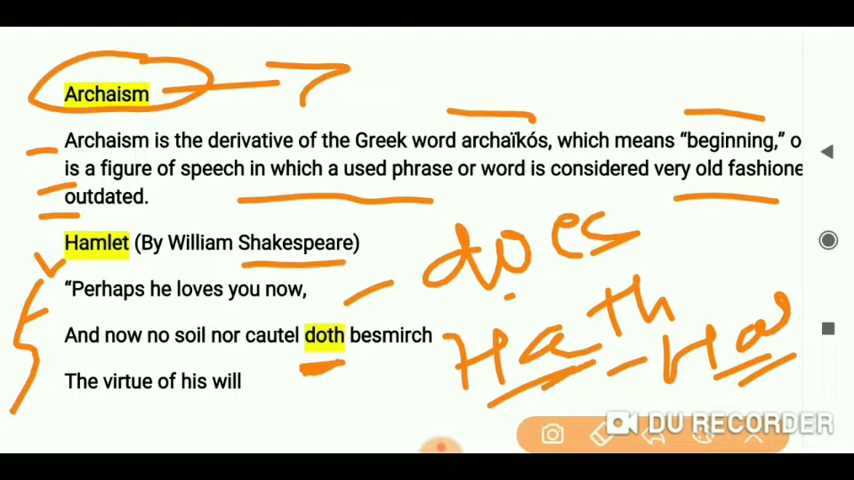 Archaism
Archaism is the derivative of the Greek word archaïkós, which means “beginning,” o
is a figure of speech in which a used phrase or word is considered very old fashione
outdated.
Hamlet (By William Shakespeare)
does
“Perhaps he loves you now,
And now no soil nor cautel doth besmirch
Hath - Has
The virtue of his will
DU RECORDER